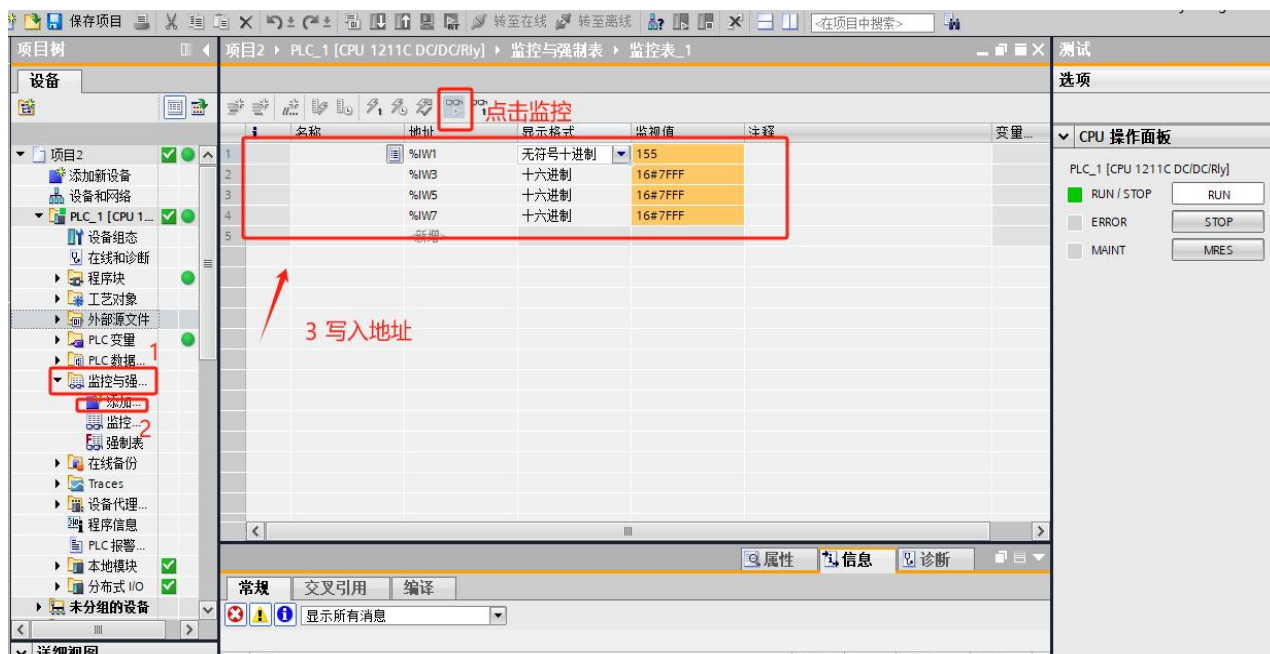 保存项目
转至在线
转至离线
<在项目中搜索>
项目树
项目2 PLC_1 [CPU 1211C DC/DC/Rly] 监控与强制表 监控表_1
测试
设备
选项
点击监控
i 名称 地址 显示格式 监视值 注释 变量...
1 %IW1 无符号十进制 155
2 %IW3 十六进制 16#7FFF
3 %IW5 十六进制 16#7FFF
4 %IW7 十六进制 16#7FFF
5 <新增>
3 写入地址
项目2
添加新设备
设备和网络
PLC_1 [CPU 1...
设备组态
在线和诊断
程序块
工艺对象
外部源文件
PLC 变量
1
PLC 数据...
监控与强...
添加...
监控...
2
强制表
在线备份
Traces
设备代理...
程序信息
PLC 报警...
本地模块
分布式 I/O
未分组的设备
详细视图
CPU 操作面板
PLC_1 [CPU 1211C DC/DC/Rly]
RUN / STOP RUN
ERROR STOP
MAINT MRES
属性 信息 诊断
常规 交叉引用 编译
显示所有消息